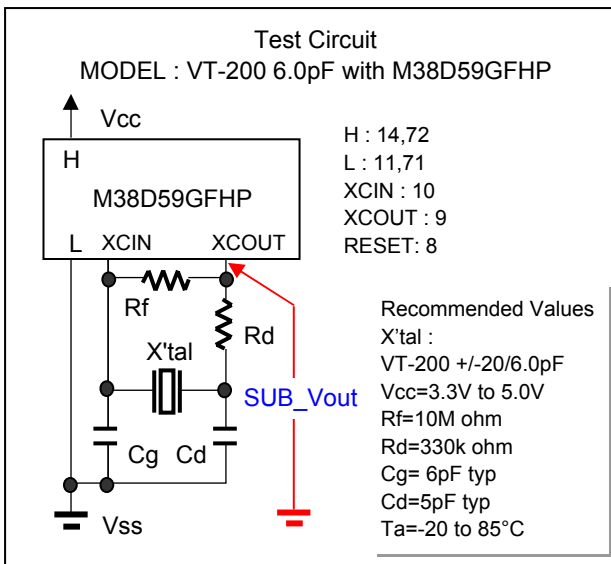 Test Circuit
MODEL : VT-200 6.0pF with M38D59GFHP
Vcc
H
M38D59GFHP
L XCIN XCOUT
Rf
Rd
X'tal
SUB_Vout
Cg Cd
Vss
H : 14,72
L : 11,71
XCIN : 10
XCOUT : 9
RESET: 8
Recommended Values
X'tal :
VT-200 +/-20/6.0pF
Vcc=3.3V to 5.0V
Rf=10M ohm
Rd=330k ohm
Cg= 6pF typ
Cd=5pF typ
Ta=-20 to 85°C